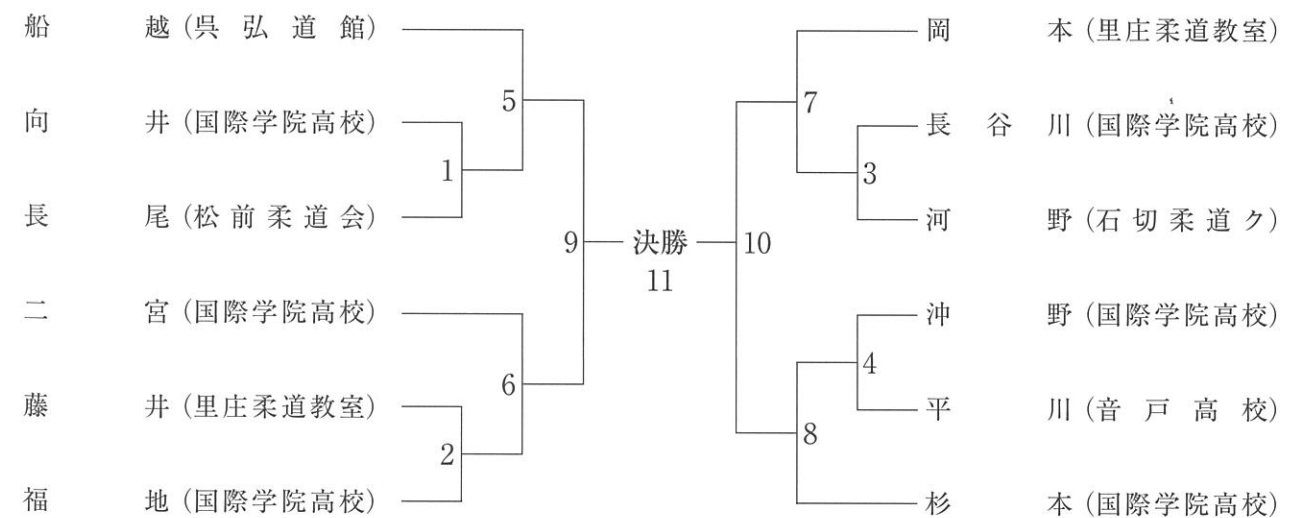 船越(呉弘道館)
向井(国際学院高校)
長尾(松前柔道会)
二宮(国際学院高校)
藤井(里庄柔道教室)
福地(国際学院高校)
5
1
9
6
2
決勝
11
10
7
3
4
8
岡本(里庄柔道教室)
長谷川(国際学院高校)
河野(石切柔道ク)
沖野(国際学院高校)
平川(音戸高校)
杉本(国際学院高校)